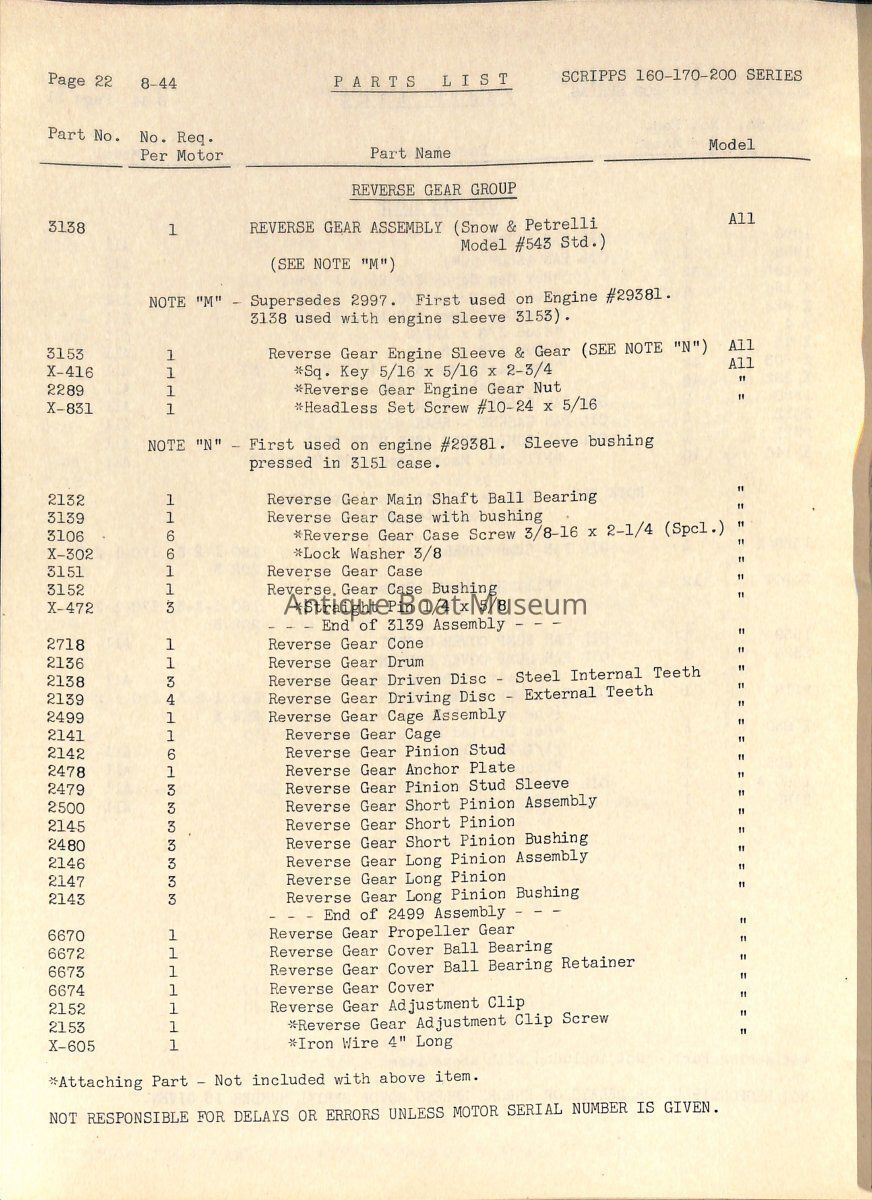 Page 22 8-44 PARTS LIST SCRIPPS 160-170-200 SERIES
Part No. No. Req. Per Motor Part Name Model
REVERSE GEAR GROUP
3138 1 REVERSE GEAR ASSEMBLY (Snow & Petrelli All
Model #543 Std.)
(SEE NOTE "M")
NOTE "M" - Supersedes 2997. First used on Engine #29381.
3138 used with engine sleeve 3153).
3153 1 Reverse Gear Engine Sleeve & Gear (SEE NOTE "N") All
X-416 1 *Sq. Key 5/16 x 5/16 x 2-3/4 All
2289 1 *Reverse Gear Engine Gear Nut "
X-831 1 *Headless Set Screw #10-24 x 5/16 "
NOTE "N" - First used on engine #29381. Sleeve bushing
pressed in 3151 case.
2132 1 Reverse Gear Main Shaft Ball Bearing "
3139 1 Reverse Gear Case with bushing "
3106 6 *Reverse Gear Case Screw 3/8-16 x 2-1/4 (Spcl.) "
X-302 6 *Lock Washer 3/8 "
3151 1 Reverse Gear Case "
3152 1 Reverse Gear Case Bushing "
X-472 3 *Straight Pin 1/4 x 5/8 "
Antique Boat Museum
- - - End of 3139 Assembly - - -
2718 1 Reverse Gear Cone "
2136 1 Reverse Gear Drum "
2138 3 Reverse Gear Driven Disc - Steel Internal Teeth "
2139 4 Reverse Gear Driving Disc - External Teeth "
2499 1 Reverse Gear Cage Assembly "
2141 1 Reverse Gear Cage "
2142 6 Reverse Gear Pinion Stud "
2478 1 Reverse Gear Anchor Plate "
2479 3 Reverse Gear Pinion Stud Sleeve "
2500 3 Reverse Gear Short Pinion Assembly "
2145 3 Reverse Gear Short Pinion "
2480 3 Reverse Gear Short Pinion Bushing "
2146 3 Reverse Gear Long Pinion Assembly "
2147 3 Reverse Gear Long Pinion "
2143 3 Reverse Gear Long Pinion Bushing "
- - - End of 2499 Assembly - - -
6670 1 Reverse Gear Propeller Gear "
6672 1 Reverse Gear Cover Ball Bearing "
6673 1 Reverse Gear Cover Ball Bearing Retainer "
6674 1 Reverse Gear Cover "
2152 1 Reverse Gear Adjustment Clip "
2153 1 *Reverse Gear Adjustment Clip Screw "
X-605 1 *Iron Wire 4" Long "
*Attaching Part - Not included with above item.
NOT RESPONSIBLE FOR DELAYS OR ERRORS UNLESS MOTOR SERIAL NUMBER IS GIVEN.